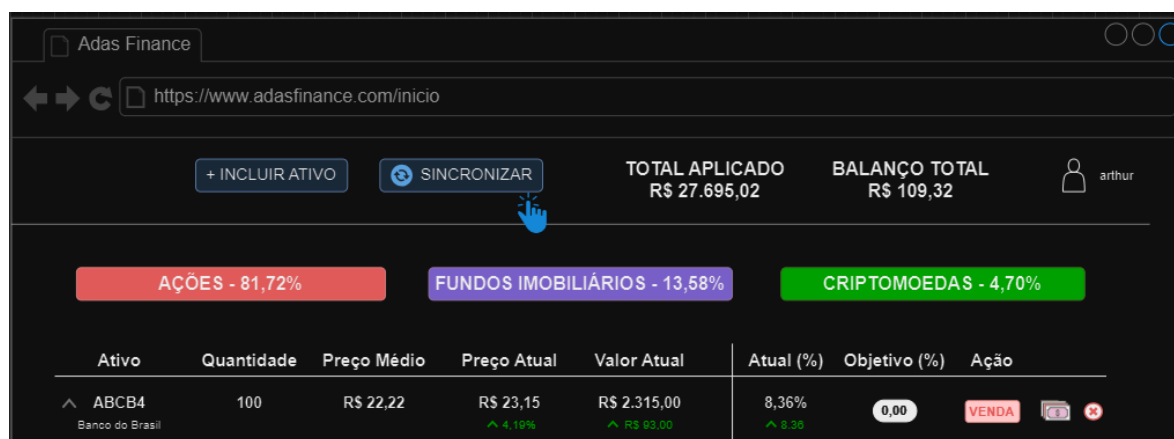 Adas Finance
https://www.adasfinance.com/inicio
+ INCLUIR ATIVO
SINCRONIZAR
TOTAL APLICADO
R$ 27.695,02
BALANÇO TOTAL
R$ 109,32
arthur
AÇÕES - 81,72%
FUNDOS IMOBILIÁRIOS - 13,58%
CRIPTOMOEDAS - 4,70%
Ativo Quantidade Preço Médio Preço Atual Valor Atual Atual (%) Objetivo (%) Ação
ABCB4 100 R$ 22,22 R$ 23,15 R$ 2.315,00 8,36% 0,00 VENDA
Banco do Brasil 4,19% R$ 93,00 8.36